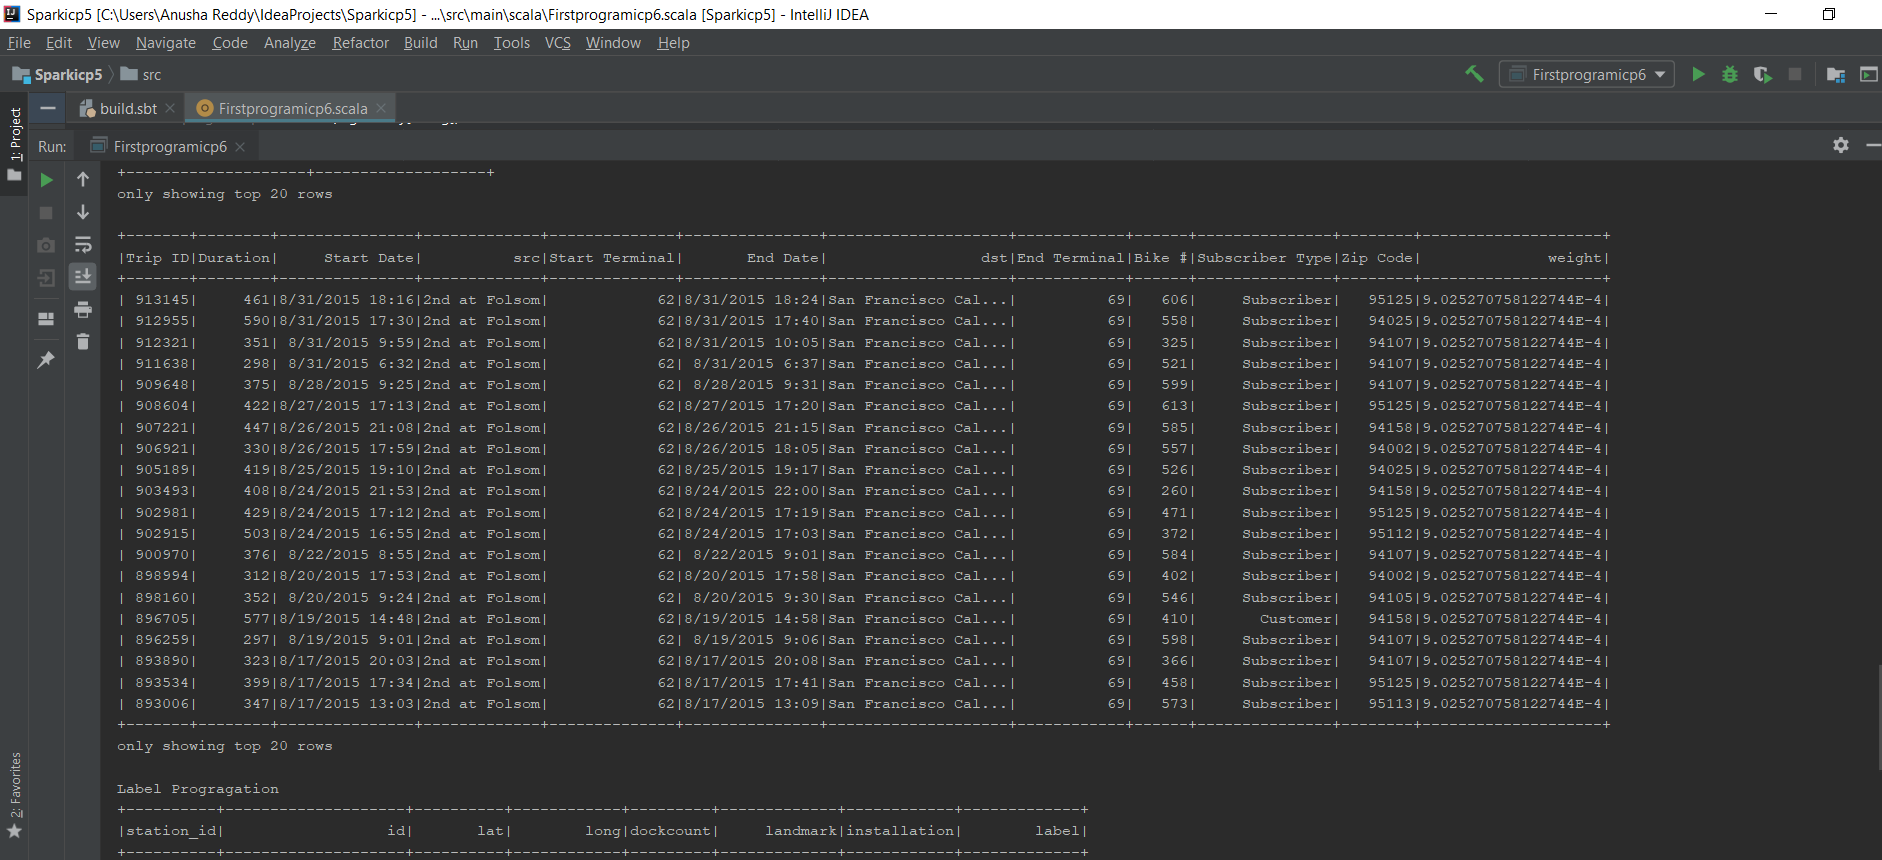 Sparkicp5 [C:\Users\Anusha Reddy\IdeaProjects\Sparkicp5] - ...\src\main\scala\Firstprogramicp6.scala [Sparkicp5] - IntelliJ IDEA
File Edit View Navigate Code Analyze Refactor Build Run Tools VCS Window Help
Sparkicp5 src Firstprogramicp6
1: Project
build.sbt Firstprogramicp6.scala
Run: Firstprogramicp6
+--------------------+-------------------+
only showing top 20 rows
+-------+--------+---------------+-------------+--------------+---------------+--------------------+------------+------+---------------+--------+--------------------+
|Trip ID|Duration|     Start Date|          src|Start Terminal|       End Date|                 dst|End Terminal|Bike #|Subscriber Type|Zip Code|              weight|
+-------+--------+---------------+-------------+--------------+---------------+--------------------+------------+------+---------------+--------+--------------------+
| 913145|     461|8/31/2015 18:16|2nd at Folsom|            62|8/31/2015 18:24|San Francisco Cal...|          69|   606|     Subscriber|   95125|9.025270758122744E-4|
| 912955|     590|8/31/2015 17:30|2nd at Folsom|            62|8/31/2015 17:40|San Francisco Cal...|          69|   558|     Subscriber|   94025|9.025270758122744E-4|
| 912321|     351| 8/31/2015 9:59|2nd at Folsom|            62|8/31/2015 10:05|San Francisco Cal...|          69|   325|     Subscriber|   94107|9.025270758122744E-4|
| 911638|     298| 8/31/2015 6:32|2nd at Folsom|            62| 8/31/2015 6:37|San Francisco Cal...|          69|   521|     Subscriber|   94107|9.025270758122744E-4|
| 909648|     375| 8/28/2015 9:25|2nd at Folsom|            62| 8/28/2015 9:31|San Francisco Cal...|          69|   599|     Subscriber|   94107|9.025270758122744E-4|
| 908604|     422|8/27/2015 17:13|2nd at Folsom|            62|8/27/2015 17:20|San Francisco Cal...|          69|   613|     Subscriber|   95125|9.025270758122744E-4|
| 907221|     447|8/26/2015 21:08|2nd at Folsom|            62|8/26/2015 21:15|San Francisco Cal...|          69|   585|     Subscriber|   94158|9.025270758122744E-4|
| 906921|     330|8/26/2015 17:59|2nd at Folsom|            62|8/26/2015 18:05|San Francisco Cal...|          69|   557|     Subscriber|   94002|9.025270758122744E-4|
| 905189|     419|8/25/2015 19:10|2nd at Folsom|            62|8/25/2015 19:17|San Francisco Cal...|          69|   526|     Subscriber|   94025|9.025270758122744E-4|
| 903493|     408|8/24/2015 21:53|2nd at Folsom|            62|8/24/2015 22:00|San Francisco Cal...|          69|   260|     Subscriber|   94158|9.025270758122744E-4|
| 902981|     429|8/24/2015 17:12|2nd at Folsom|            62|8/24/2015 17:19|San Francisco Cal...|          69|   471|     Subscriber|   95125|9.025270758122744E-4|
| 902915|     503|8/24/2015 16:55|2nd at Folsom|            62|8/24/2015 17:03|San Francisco Cal...|          69|   372|     Subscriber|   95112|9.025270758122744E-4|
| 900970|     376| 8/22/2015 8:55|2nd at Folsom|            62| 8/22/2015 9:01|San Francisco Cal...|          69|   584|     Subscriber|   94107|9.025270758122744E-4|
| 898994|     312|8/20/2015 17:53|2nd at Folsom|            62|8/20/2015 17:58|San Francisco Cal...|          69|   402|     Subscriber|   94002|9.025270758122744E-4|
| 898160|     352| 8/20/2015 9:24|2nd at Folsom|            62| 8/20/2015 9:30|San Francisco Cal...|          69|   546|     Subscriber|   94105|9.025270758122744E-4|
| 896705|     577|8/19/2015 14:48|2nd at Folsom|            62|8/19/2015 14:58|San Francisco Cal...|          69|   410|       Customer|   94158|9.025270758122744E-4|
| 896259|     297| 8/19/2015 9:01|2nd at Folsom|            62| 8/19/2015 9:06|San Francisco Cal...|          69|   598|     Subscriber|   94107|9.025270758122744E-4|
| 893890|     323|8/17/2015 20:03|2nd at Folsom|            62|8/17/2015 20:08|San Francisco Cal...|          69|   366|     Subscriber|   94107|9.025270758122744E-4|
| 893534|     399|8/17/2015 17:34|2nd at Folsom|            62|8/17/2015 17:41|San Francisco Cal...|          69|   458|     Subscriber|   95125|9.025270758122744E-4|
| 893006|     347|8/17/2015 13:03|2nd at Folsom|            62|8/17/2015 13:09|San Francisco Cal...|          69|   573|     Subscriber|   95113|9.025270758122744E-4|
+-------+--------+---------------+-------------+--------------+---------------+--------------------+------------+------+---------------+--------+--------------------+
only showing top 20 rows
Label Progragation
+----------+--------------------+----------+------------+---------+-------------+------------+-------------+
|station_id|                  id|       lat|        long|dockcount|     landmark|installation|        label|
+----------+--------------------+----------+------------+---------+-------------+------------+-------------+
2: Favorites